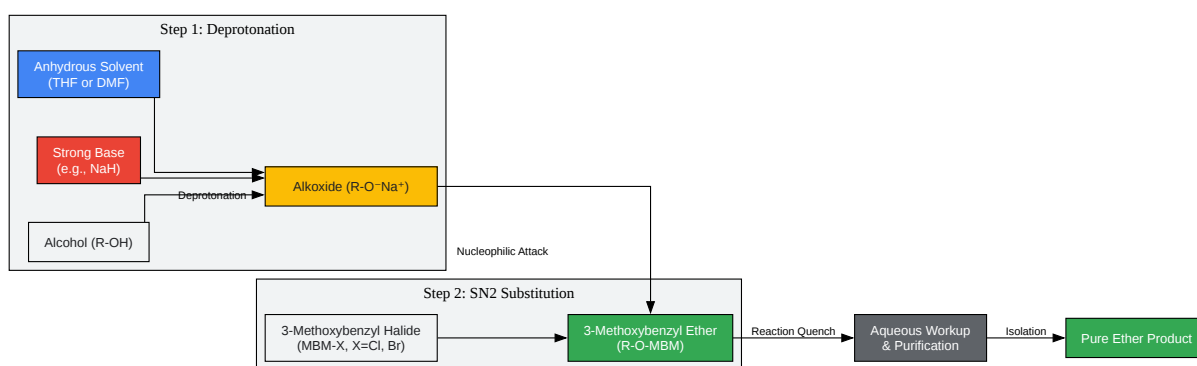 Step 1: Deprotonation
Anhydrous Solvent
(THF or DMF)
Strong Base
(e.g., NaH)
Deprotonation
Alkoxide (R-O⁻Na⁺)
Alcohol (R-OH)
Nucleophilic Attack
Step 2: SN2 Substitution
3-Methoxybenzyl Halide
(MBM-X, X=Cl, Br)
3-Methoxybenzyl Ether
(R-O-MBM)
Reaction Quench
Aqueous Workup
& Purification
Isolation
Pure Ether Product